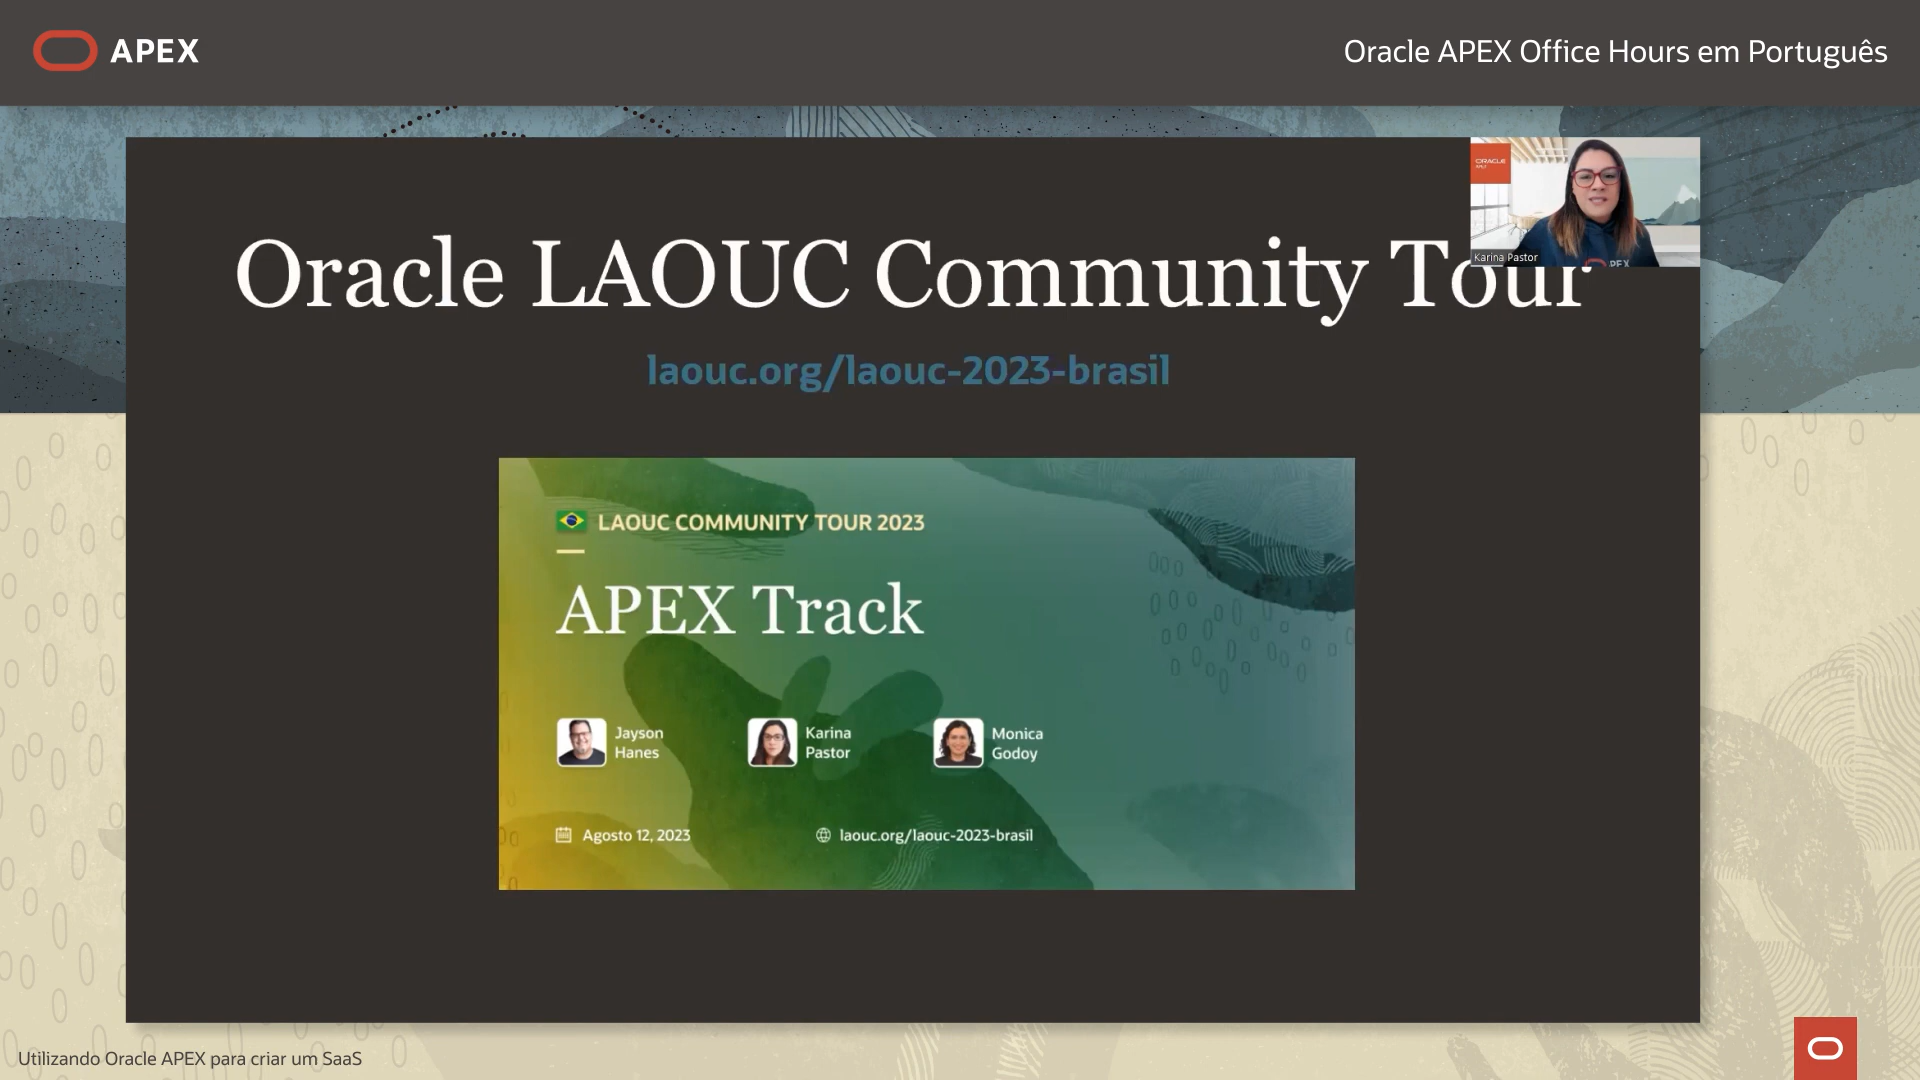 APEX
Oracle APEX Office Hours em Português
ORACLE
Karina Pastor
Oracle LAOUC Community Tour
laouc.org/laouc-2023-brasil
LAOUC COMMUNITY TOUR 2023
APEX Track
Jayson
Hanes
Karina
Pastor
Monica
Godoy
Agosto 12, 2023
laouc.org/laouc-2023-brasil
Utilizando Oracle APEX para criar um SaaS